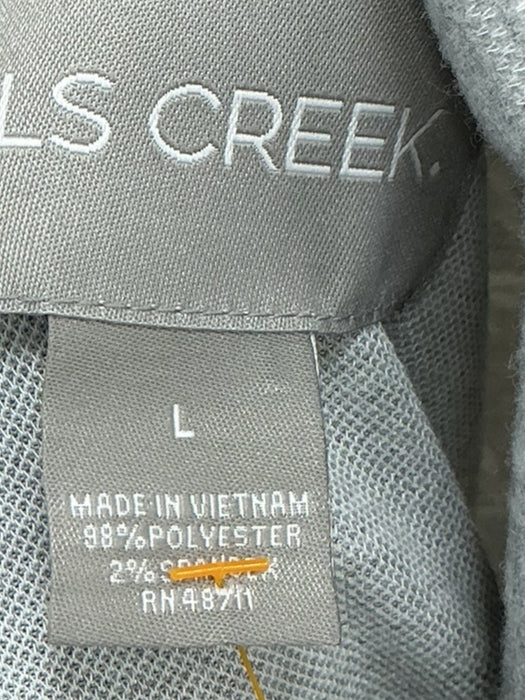 LS CREEK.
L
MADE IN VIETNAM
98% POLYESTER
2%
RN 48711